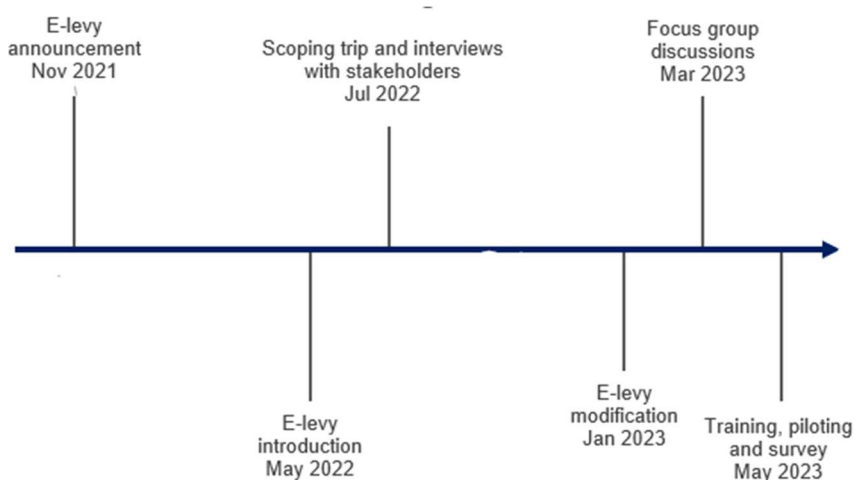 E-levy
announcement
Nov 2021
Scoping trip and interviews
with stakeholders
Jul 2022
Focus group
discussions
Mar 2023
E-levy
introduction
May 2022
E-levy
modification
Jan 2023
Training, piloting
and survey
May 2023